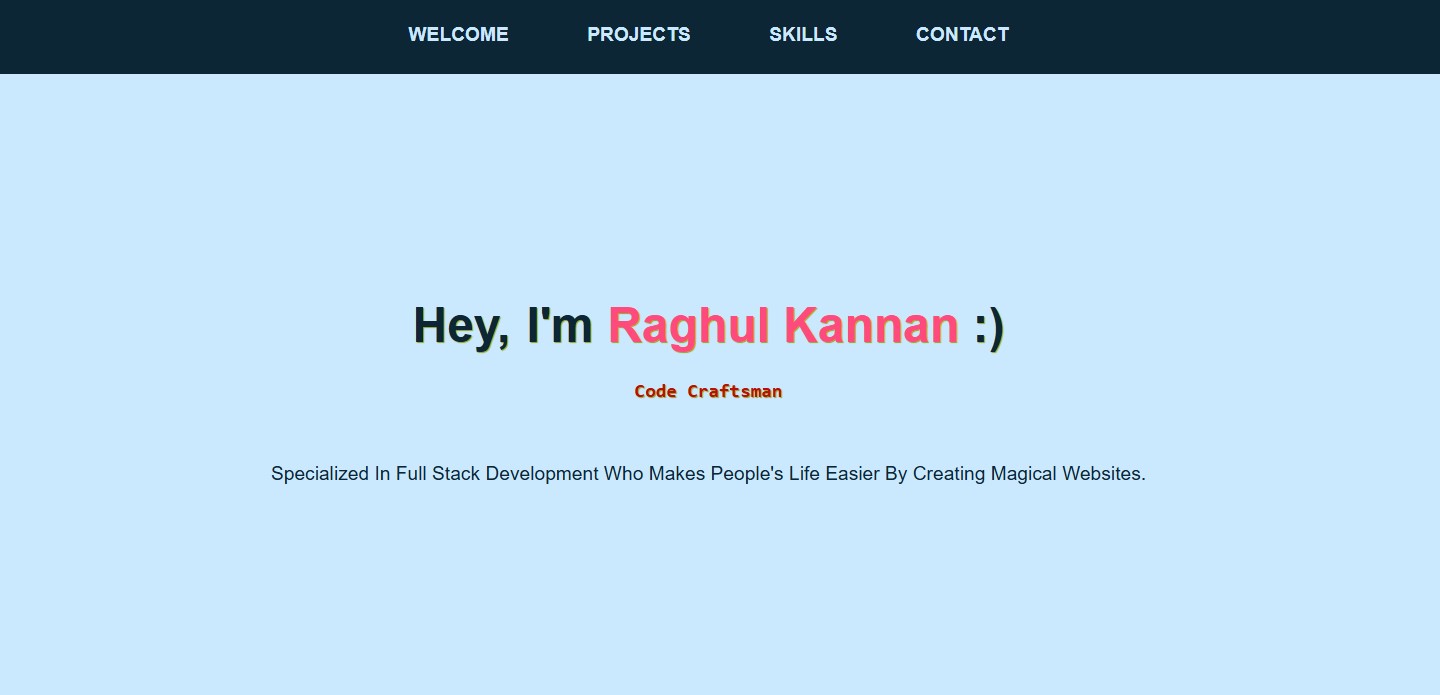 WELCOME PROJECTS SKILLS CONTACT
Hey, I'm Raghul Kannan :)
Code Craftsman
Specialized In Full Stack Development Who Makes People's Life Easier By Creating Magical Websites.